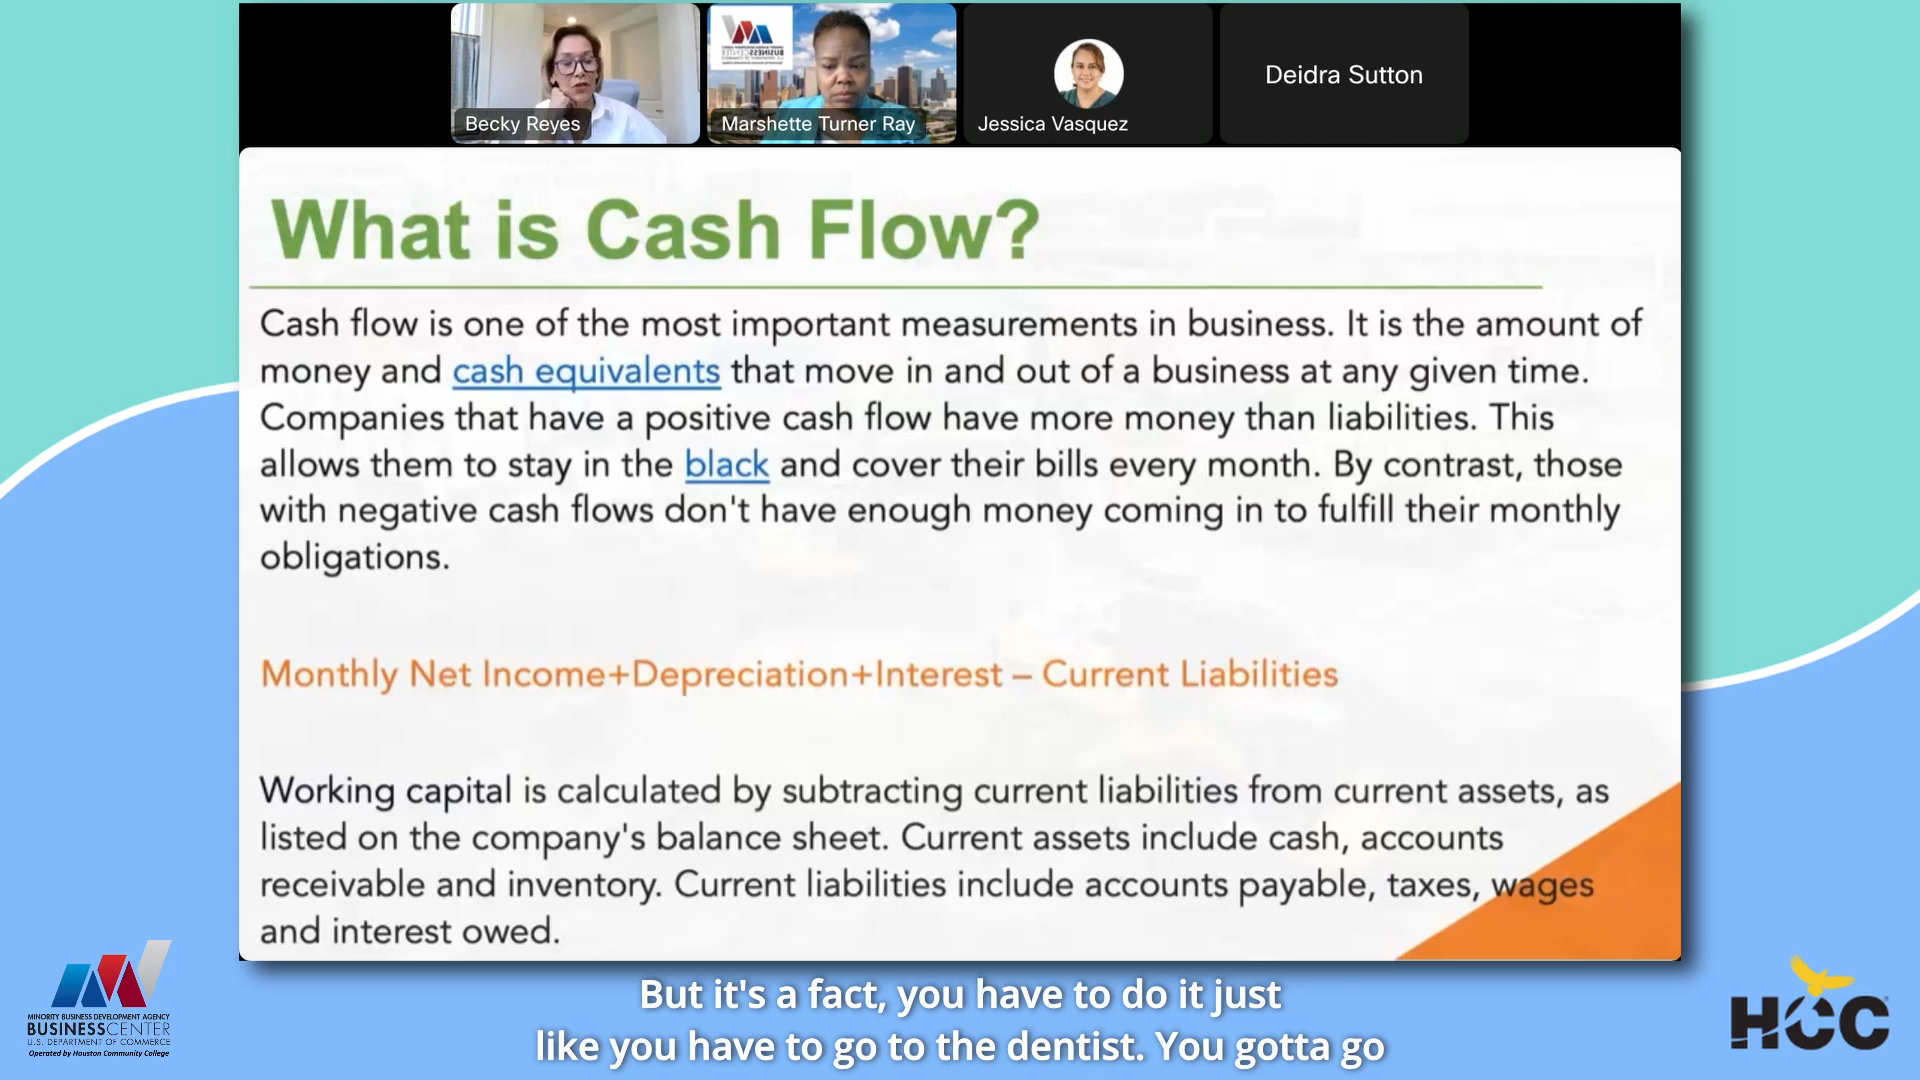 Becky Reyes
Marshette Turner Ray
Jessica Vasquez
Deidra Sutton
What is Cash Flow?
Cash flow is one of the most important measurements in business. It is the amount of
money and cash equivalents that move in and out of a business at any given time.
Companies that have a positive cash flow have more money than liabilities. This
allows them to stay in the black and cover their bills every month. By contrast, those
with negative cash flows don't have enough money coming in to fulfill their monthly
obligations.
Monthly Net Income+Depreciation+Interest – Current Liabilities
Working capital is calculated by subtracting current liabilities from current assets, as
listed on the company's balance sheet. Current assets include cash, accounts
receivable and inventory. Current liabilities include accounts payable, taxes, wages
and interest owed.
MINORITY BUSINESS DEVELOPMENT AGENCY
BUSINESSCENTER
U.S. DEPARTMENT OF COMMERCE
Operated by Houston Community College
But it's a fact, you have to do it just
like you have to go to the dentist. You gotta go
HCC